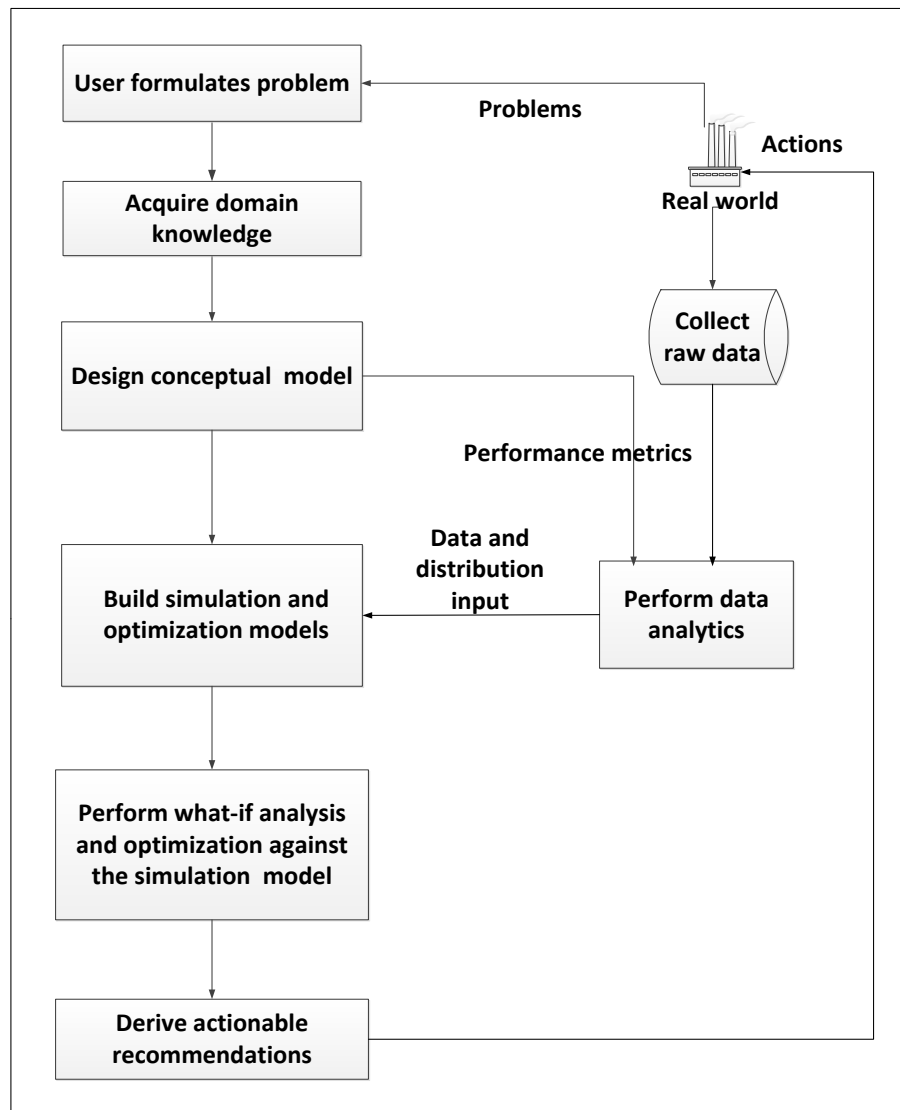 User formulates problem
Problems
Actions
Real world
Acquire domain
knowledge
Collect
raw data
Design conceptual  model
Performance metrics
Data and
distribution
input
Build simulation and
optimization models
Perform data
analytics
Perform what-if analysis
and optimization against
the simulation  model
Derive actionable
recommendations